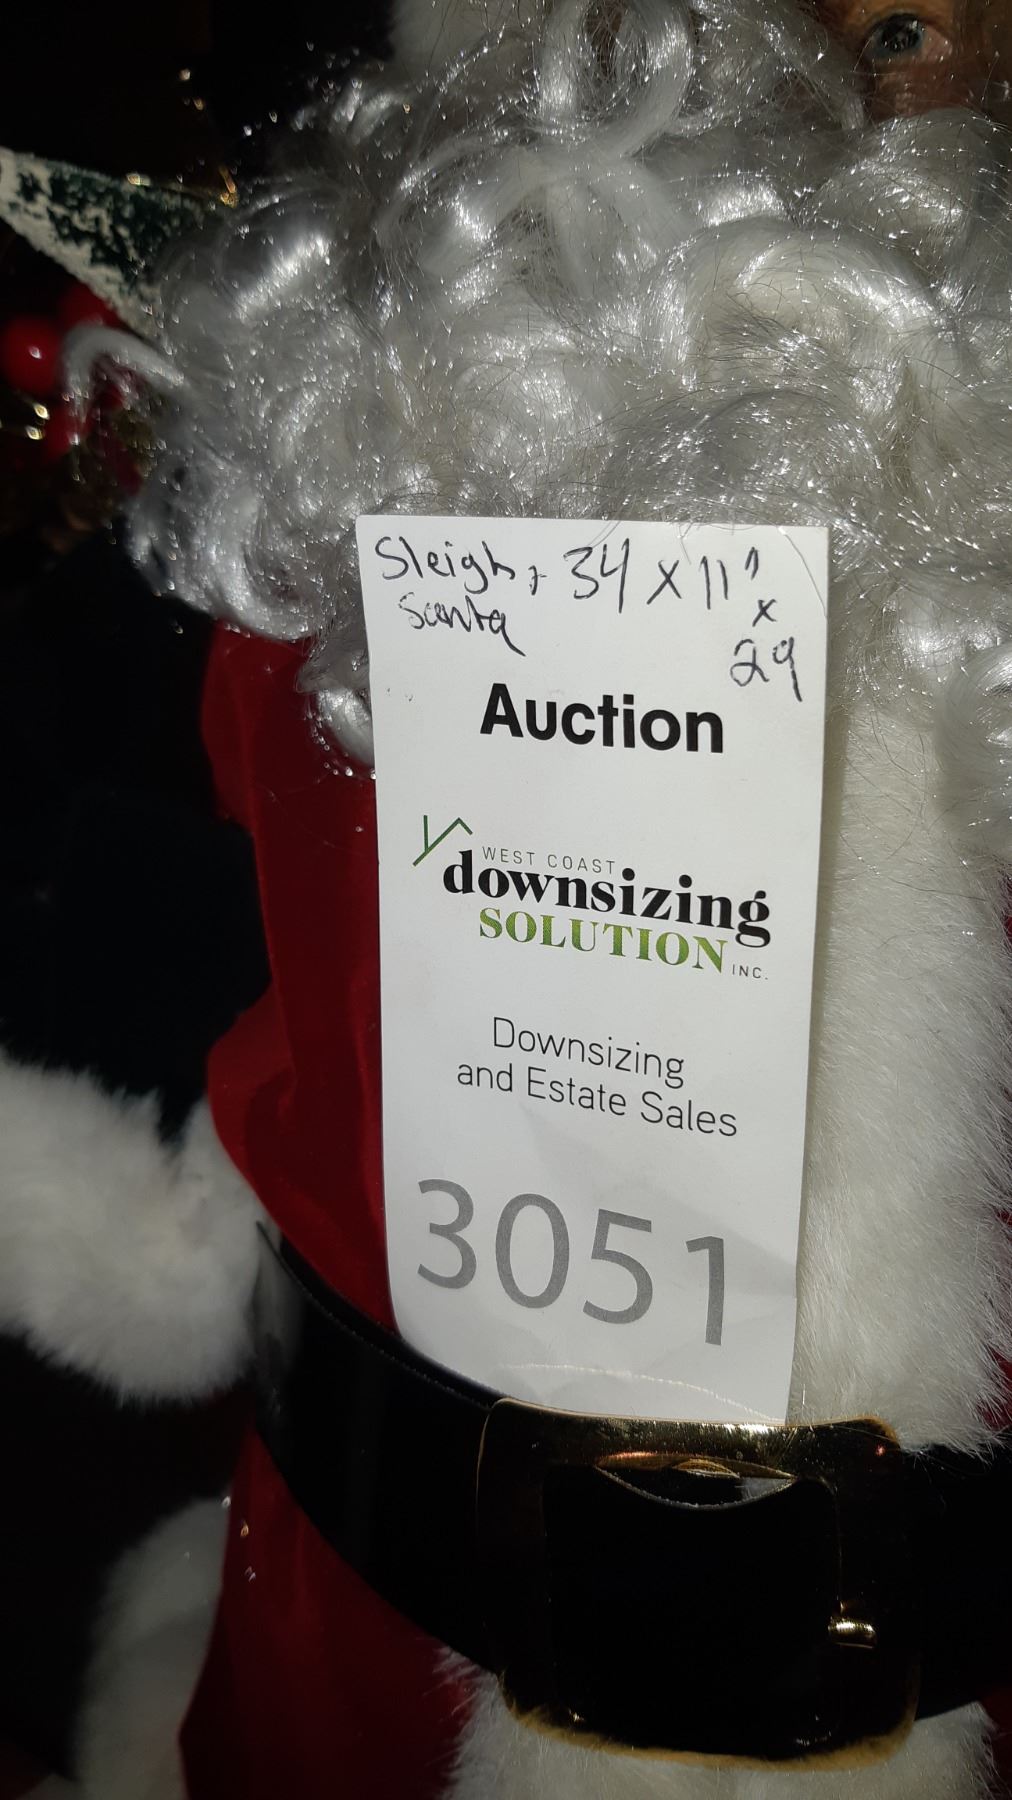 Sleigh + 34 x 11"
Santa x
29
Auction
WEST COAST
downsizing
SOLUTION INC.
Downsizing
and Estate Sales
3051